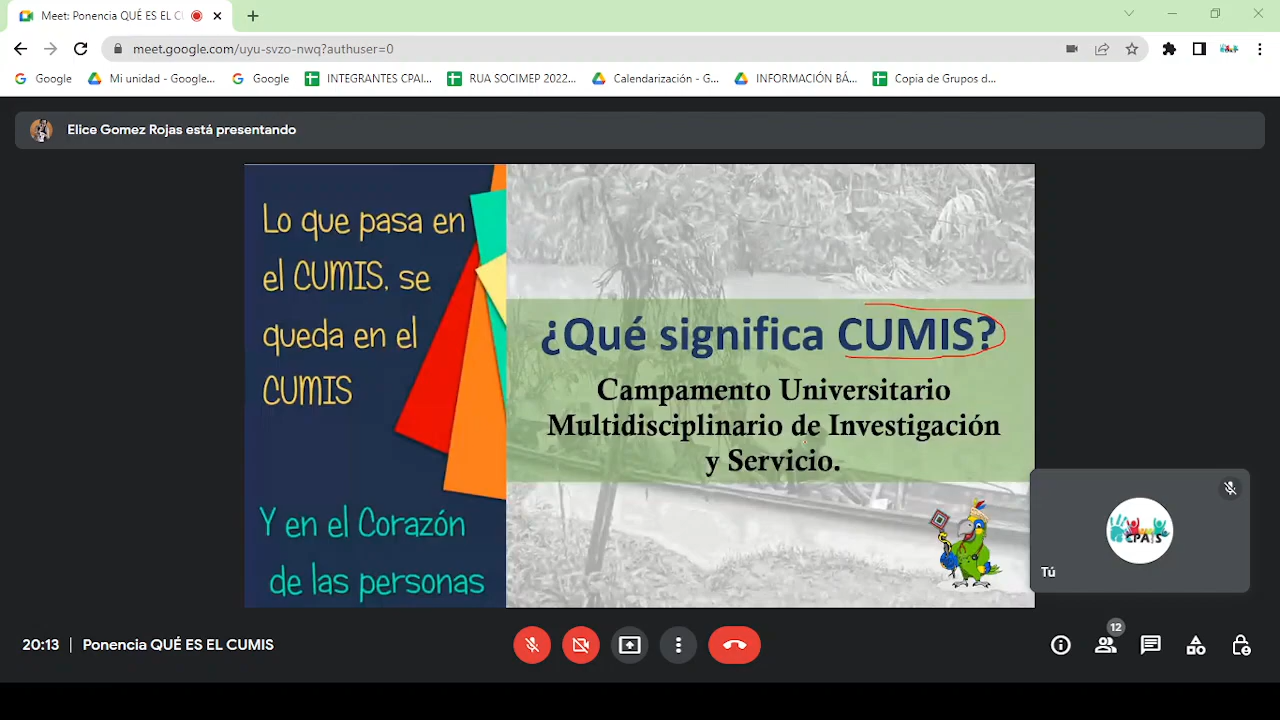 Meet: Ponencia QUÉ ES EL C
meet.google.com/uyu-svzo-nwq?authuser=0
Google
Mi unidad - Google...
Google
INTEGRANTES CPAI...
RUA SOCIMEP 2022...
Calendarización - G...
INFORMACIÓN BÁ...
Copia de Grupos d...
Elice Gomez Rojas está presentando
Lo que pasa en
el CUMIS, se
queda en el
CUMIS
Y en el Corazón
de las personas
¿Qué significa CUMIS?
Campamento Universitario
Multidisciplinario de Investigación
y Servicio.
CPAIS
Tú
20:13 | Ponencia QUÉ ES EL CUMIS
12